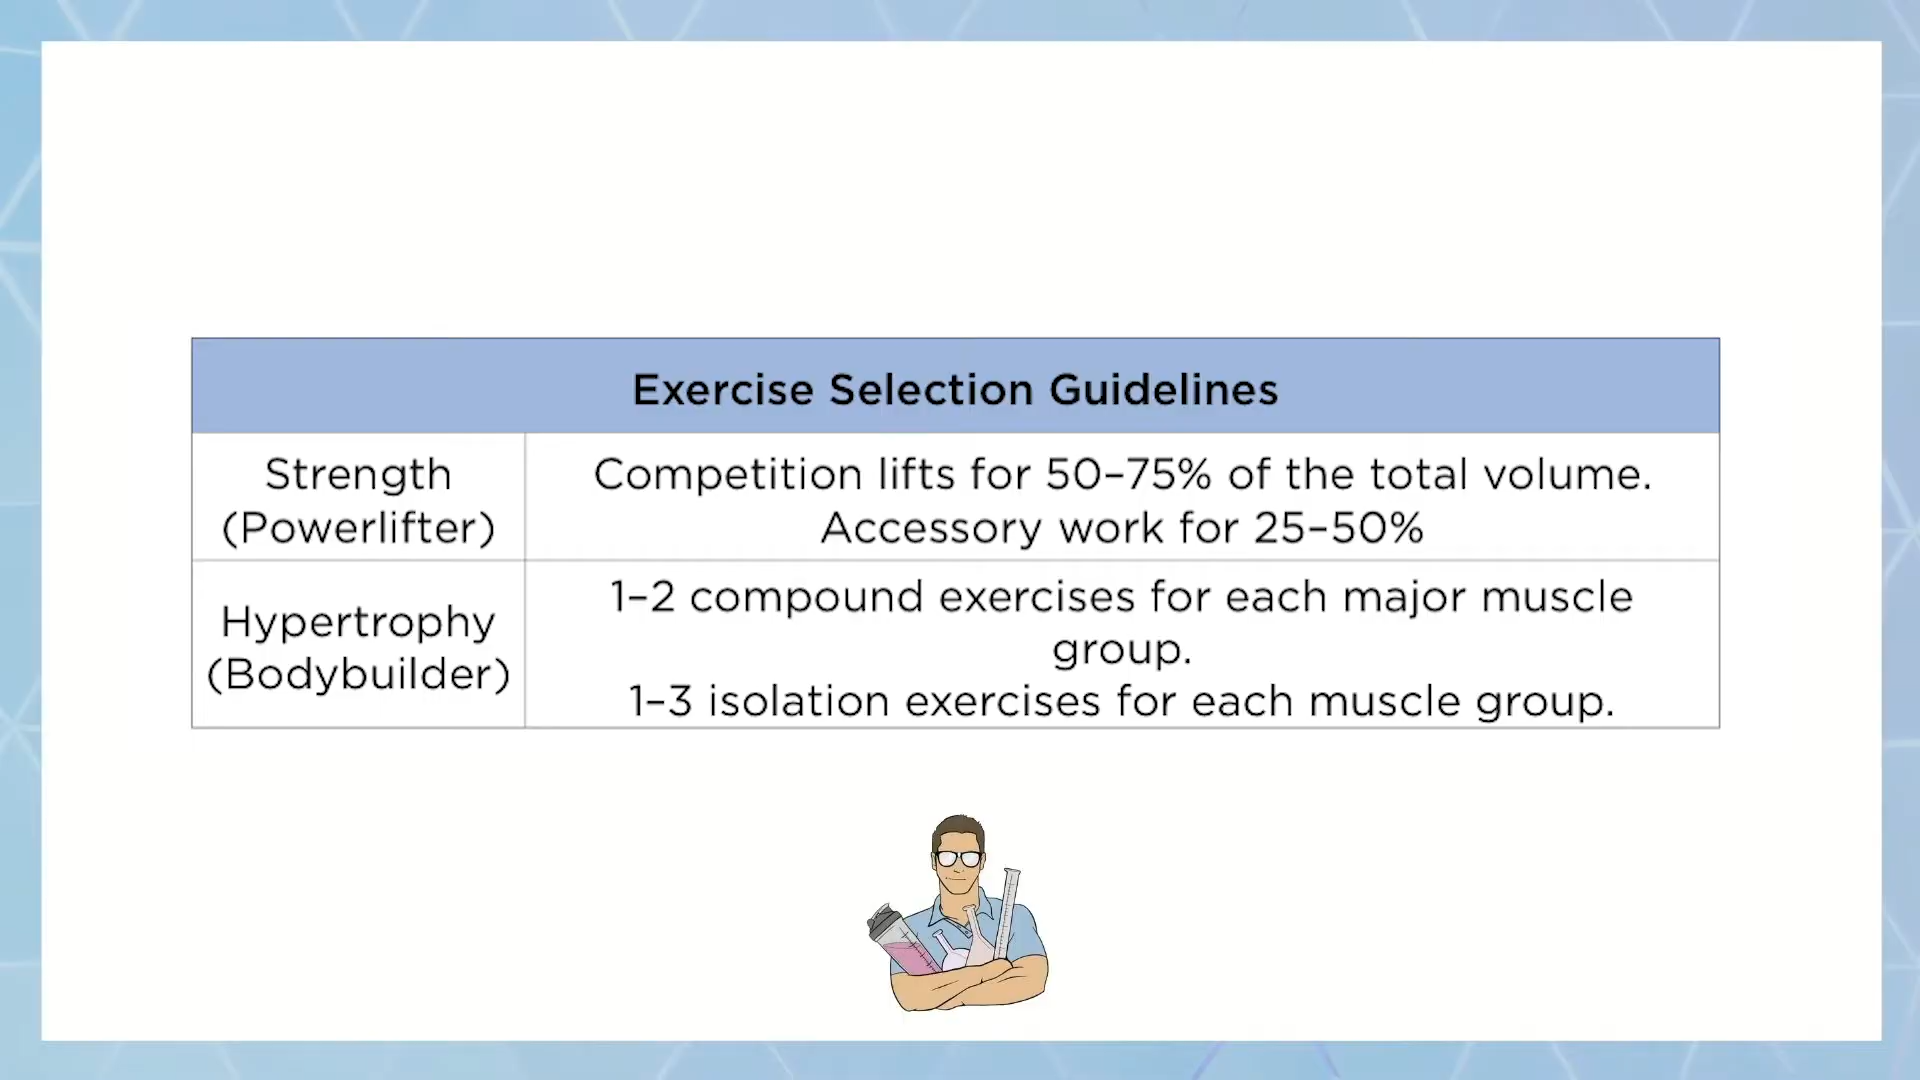 Exercise Selection Guidelines
Strength
(Powerlifter)
Competition lifts for 50–75% of the total volume.
Accessory work for 25–50%
Hypertrophy
(Bodybuilder)
1–2 compound exercises for each major muscle
group.
1–3 isolation exercises for each muscle group.